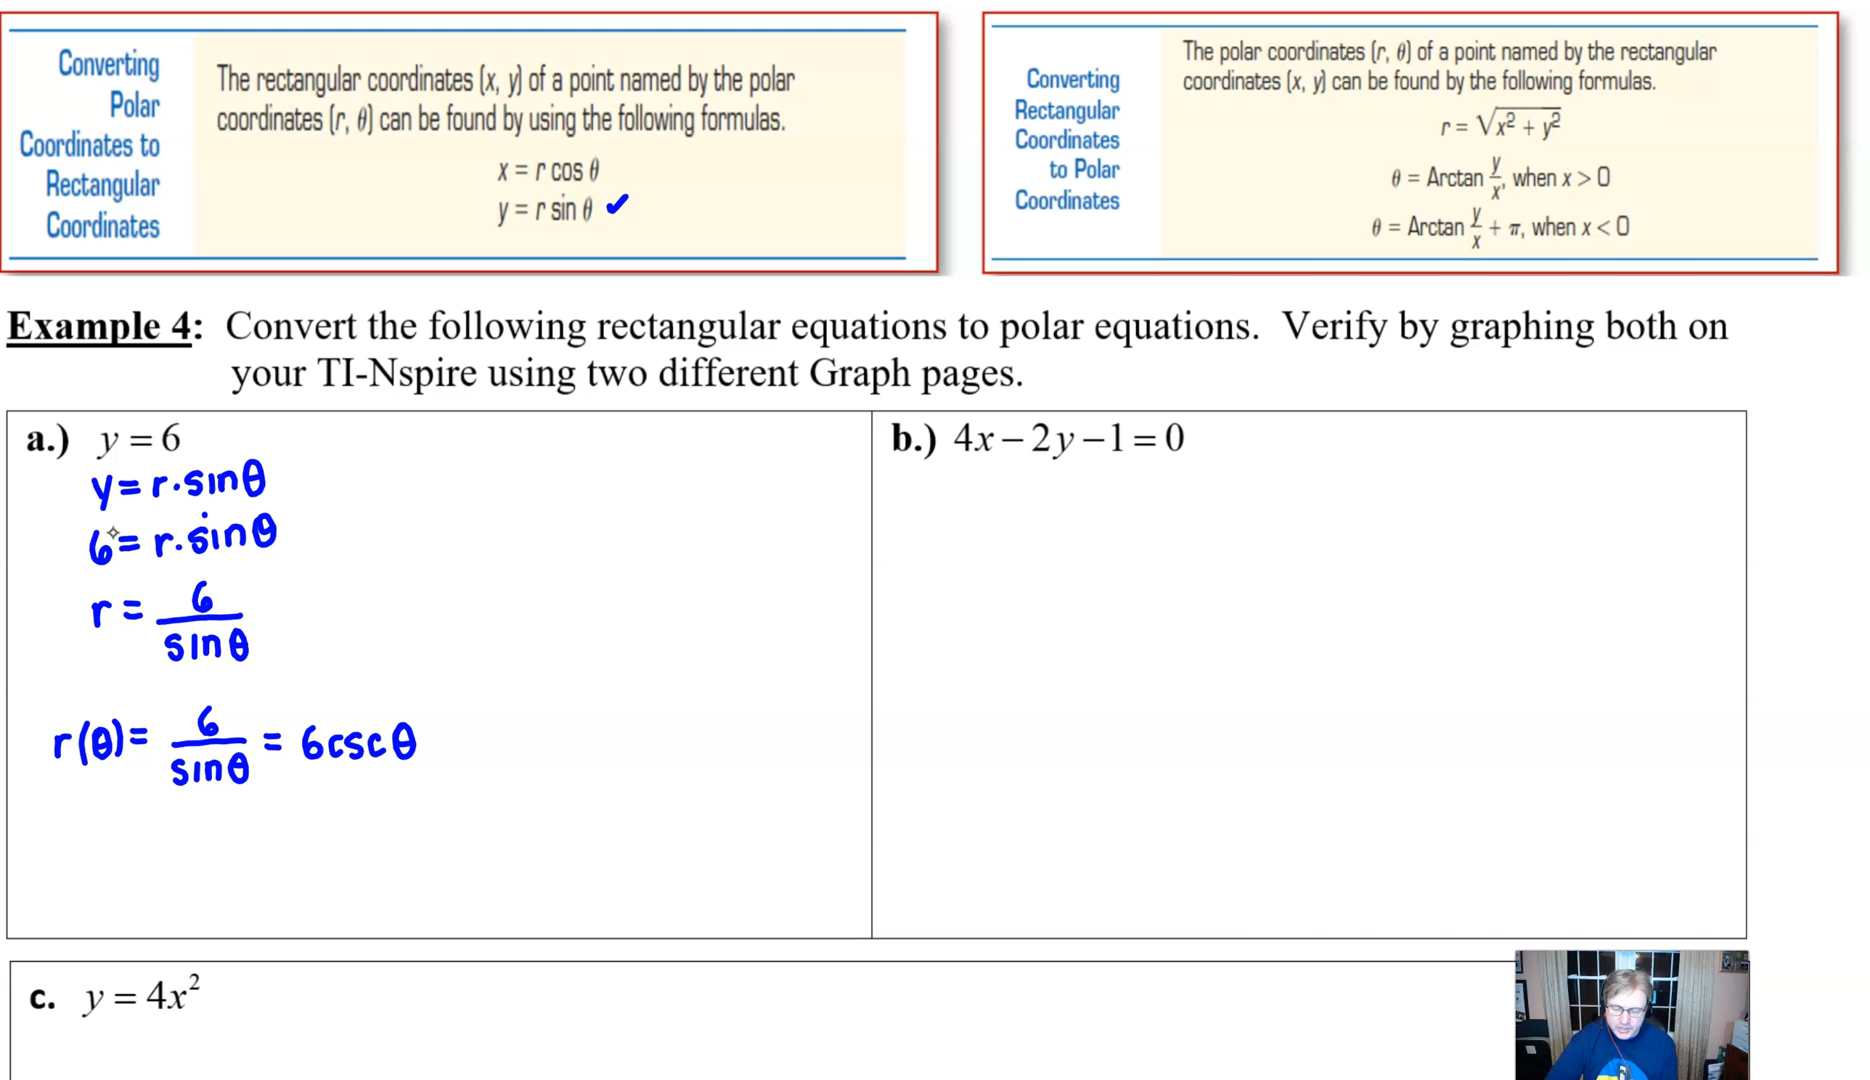 Converting
Polar
Coordinates to
Rectangular
Coordinates
The rectangular coordinates (x, y) of a point named by the polar
coordinates (r, θ) can be found by using the following formulas.
x = r cos θ
y = r sin θ ✓
Converting
Rectangular
Coordinates
to Polar
Coordinates
The polar coordinates (r, θ) of a point named by the rectangular
coordinates (x, y) can be found by the following formulas.
r = √(x² + y²)
θ = Arctan y/x, when x > 0
θ = Arctan y/x + π, when x < 0
Example 4: Convert the following rectangular equations to polar equations. Verify by graphing both on
your TI-Nspire using two different Graph pages.
a.) y = 6
y = r·sinθ
6 = r·sinθ
r = 6/sinθ
r(θ) = 6/sinθ = 6cscθ
b.) 4x − 2y − 1 = 0
c. y = 4x²